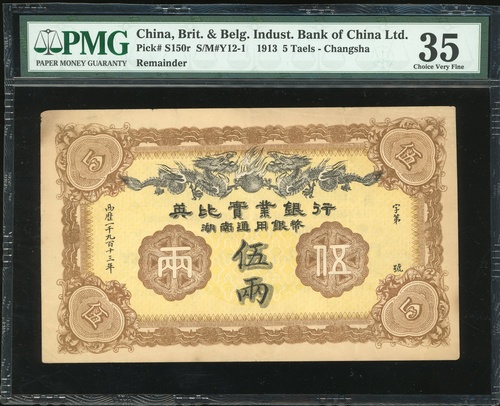 PMG
PAPER MONEY GUARANTY
China, Brit. & Belg. Indust. Bank of China Ltd.
Pick# S150r S/M#Y12-1 1913 5 Taels - Changsha
Remainder
35
Choice Very Fine
伍
伍
英比實業銀行
湖南通用銀幣
字第
號
伍兩
兩
伍
西歷一千九百十三年
伍
伍